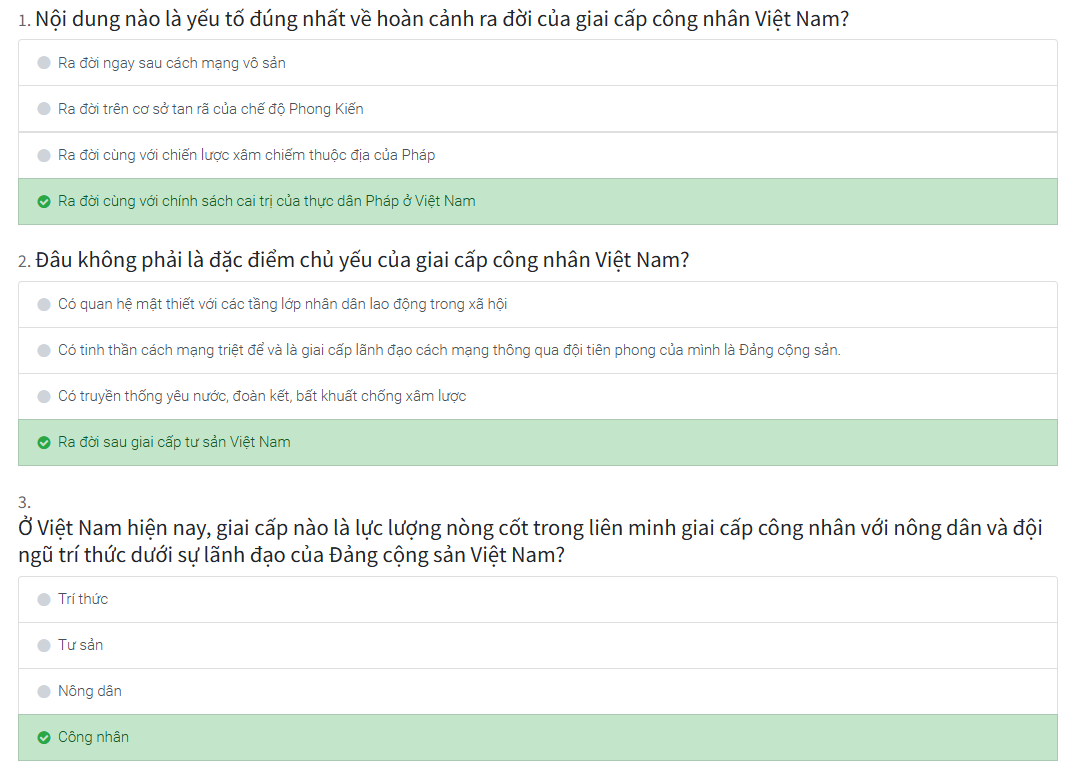 1. Nội dung nào là yếu tố đúng nhất về hoàn cảnh ra đời của giai cấp công nhân Việt Nam?
Ra đời ngay sau cách mạng vô sản
Ra đời trên cơ sở tan rã của chế độ Phong Kiến
Ra đời cùng với chiến lược xâm chiếm thuộc địa của Pháp
Ra đời cùng với chính sách cai trị của thực dân Pháp ở Việt Nam
2. Đâu không phải là đặc điểm chủ yếu của giai cấp công nhân Việt Nam?
Có quan hệ mật thiết với các tầng lớp nhân dân lao động trong xã hội
Có tinh thần cách mạng triệt để và là giai cấp lãnh đạo cách mạng thông qua đội tiên phong của mình là Đảng cộng sản.
Có truyền thống yêu nước, đoàn kết, bất khuất chống xâm lược
Ra đời sau giai cấp tư sản Việt Nam
3.
Ở Việt Nam hiện nay, giai cấp nào là lực lượng nòng cốt trong liên minh giai cấp công nhân với nông dân và đội
ngũ trí thức dưới sự lãnh đạo của Đảng cộng sản Việt Nam?
Trí thức
Tư sản
Nông dân
Công nhân